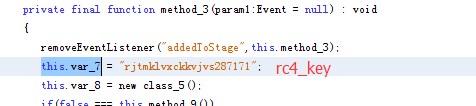 private final function method_3(param1:Event = null) : void
{
removeEventListener("addedToStage",this.method_3);
this.var_7 = "rjtmklvxckkvjvs287171"; rc4_key
this.var_8 = new class_5();
if(false === this.method_9())